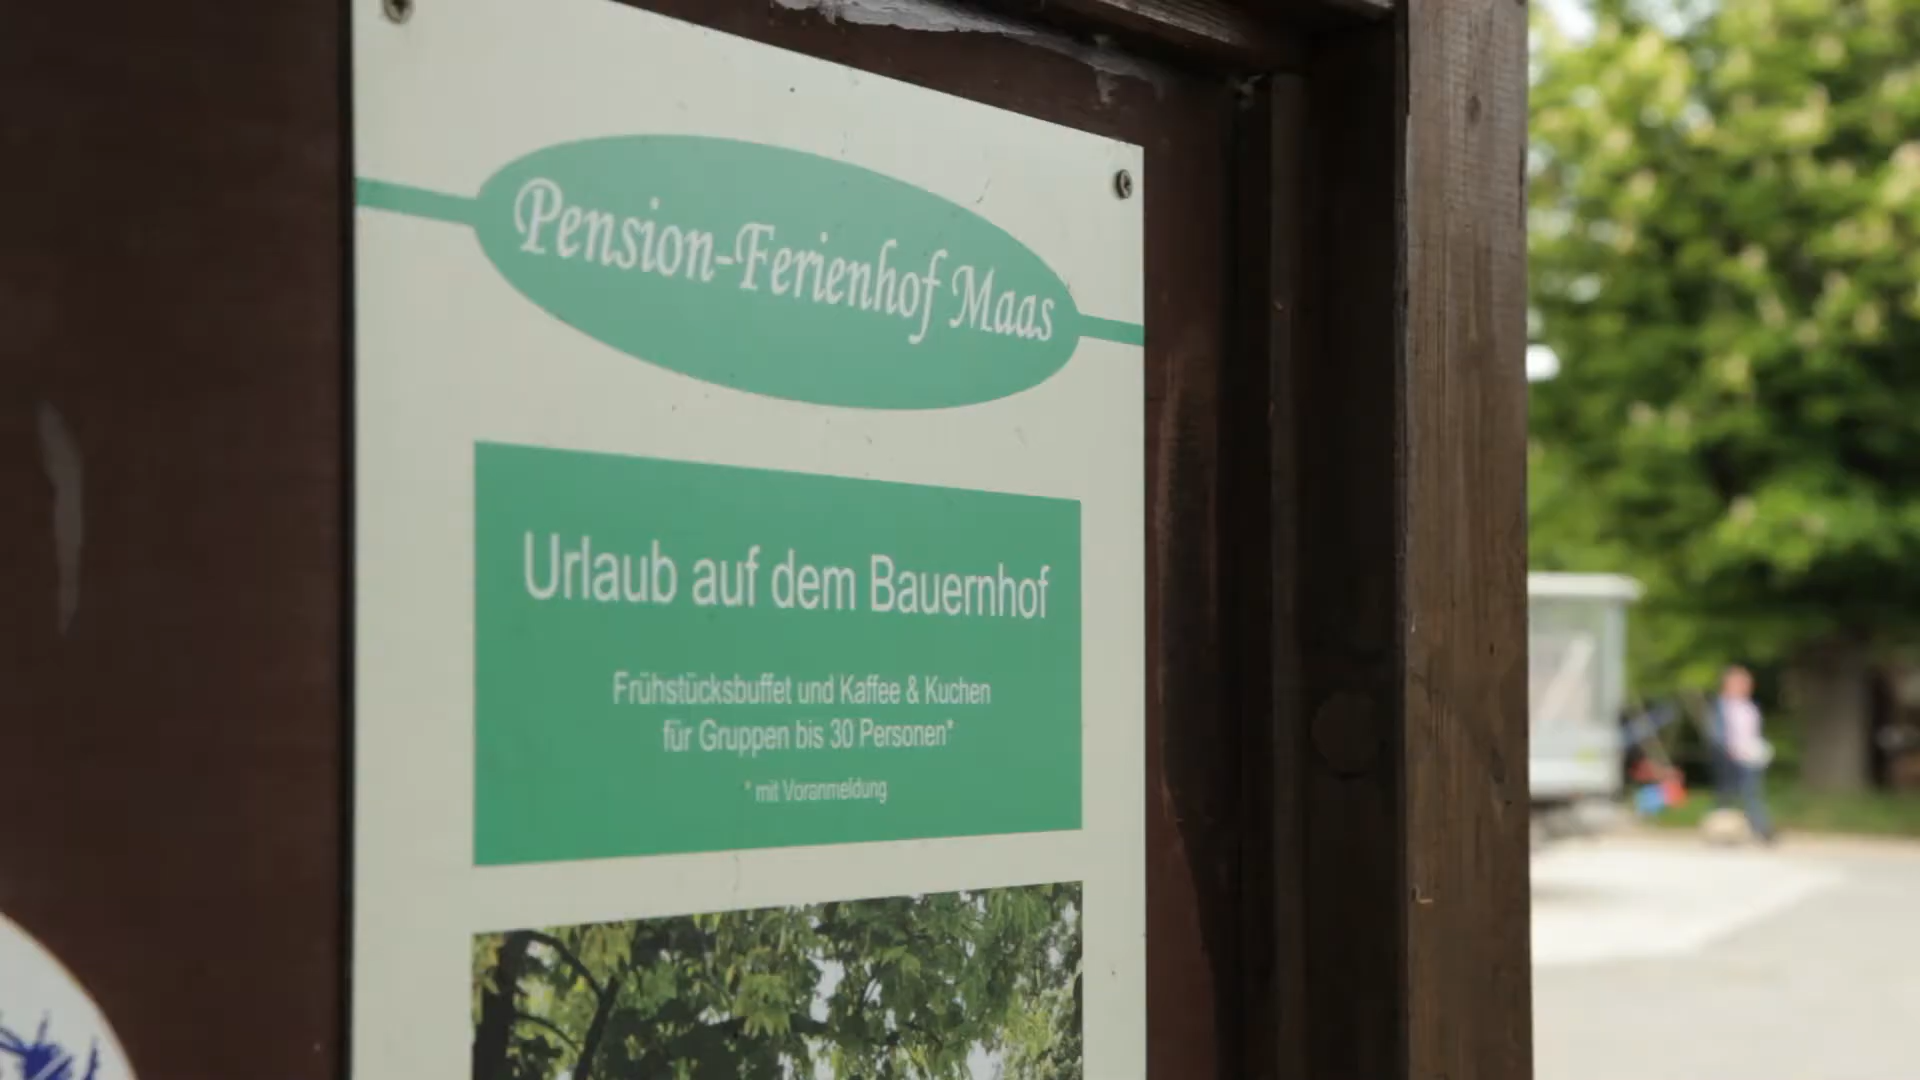 Pension-Ferienhof Maas
Urlaub auf dem Bauernhof
Frühstücksbuffet und Kaffee & Kuchen
für Gruppen bis 30 Personen*
* mit Voranmeldung